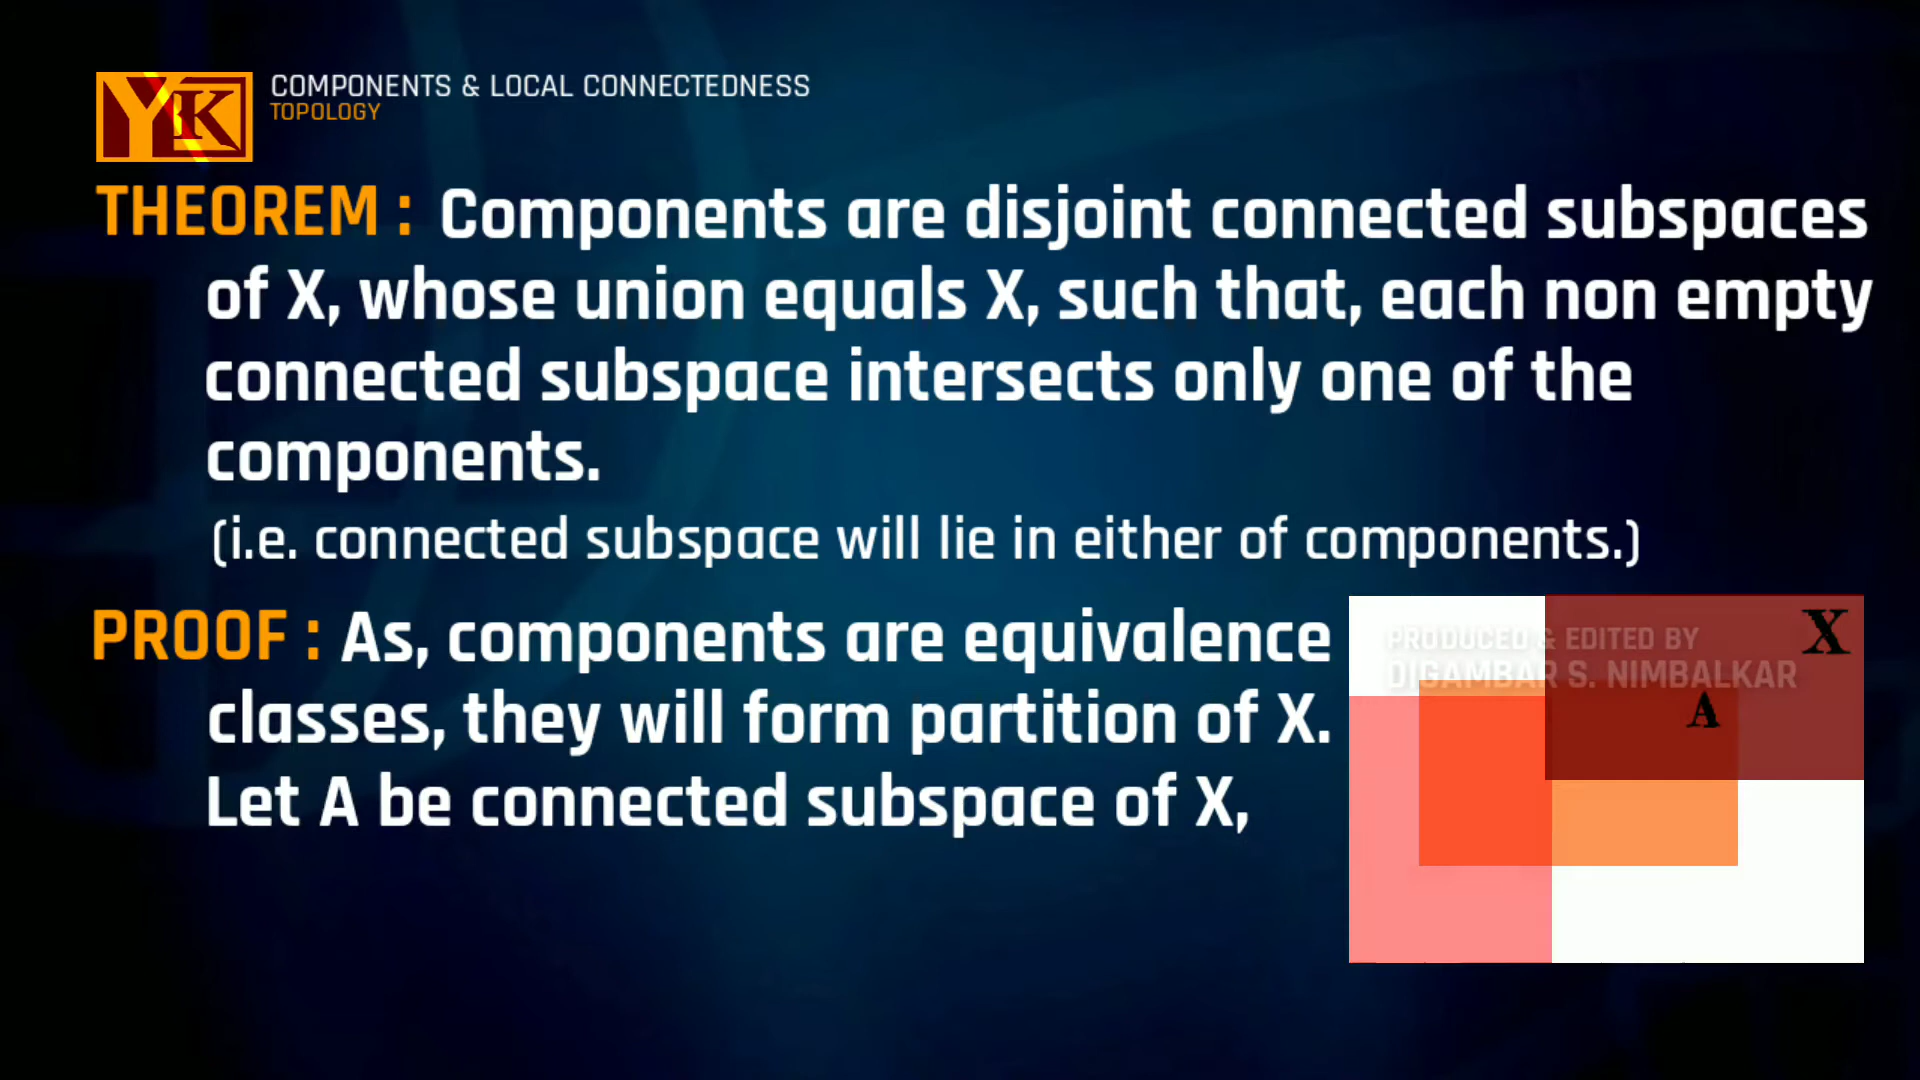 YK
COMPONENTS & LOCAL CONNECTEDNESS
TOPOLOGY
THEOREM : Components are disjoint connected subspaces
of X, whose union equals X, such that, each non empty
connected subspace intersects only one of the
components.
(i.e. connected subspace will lie in either of components.)
PROOF : As, components are equivalence
classes, they will form partition of X.
Let A be connected subspace of X,
X
PRODUCED & EDITED BY
DIGAMBAR S. NIMBALKAR
A